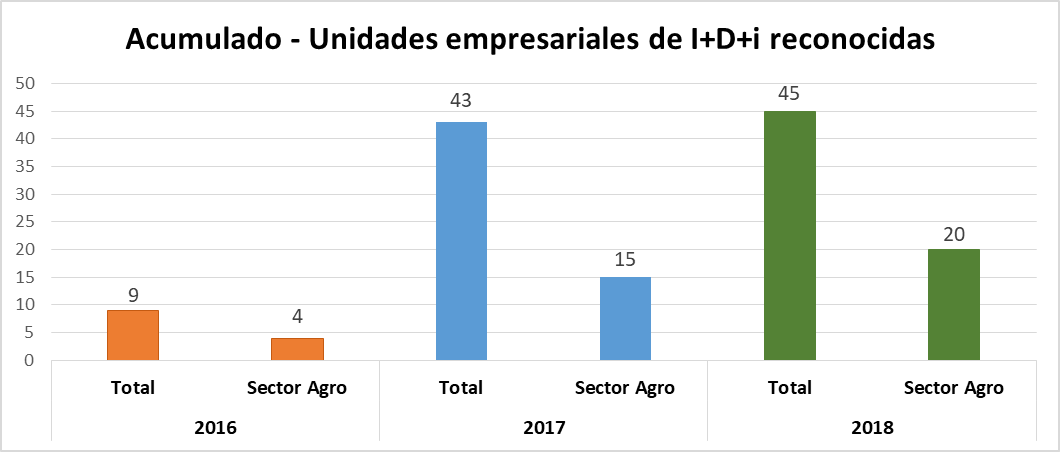 Acumulado - Unidades empresariales de I+D+i reconocidas
50
45
40
35
30
25
20
15
10
5
0
9
4
43
15
45
20
Total
Sector Agro
Total
Sector Agro
Total
Sector Agro
2016
2017
2018